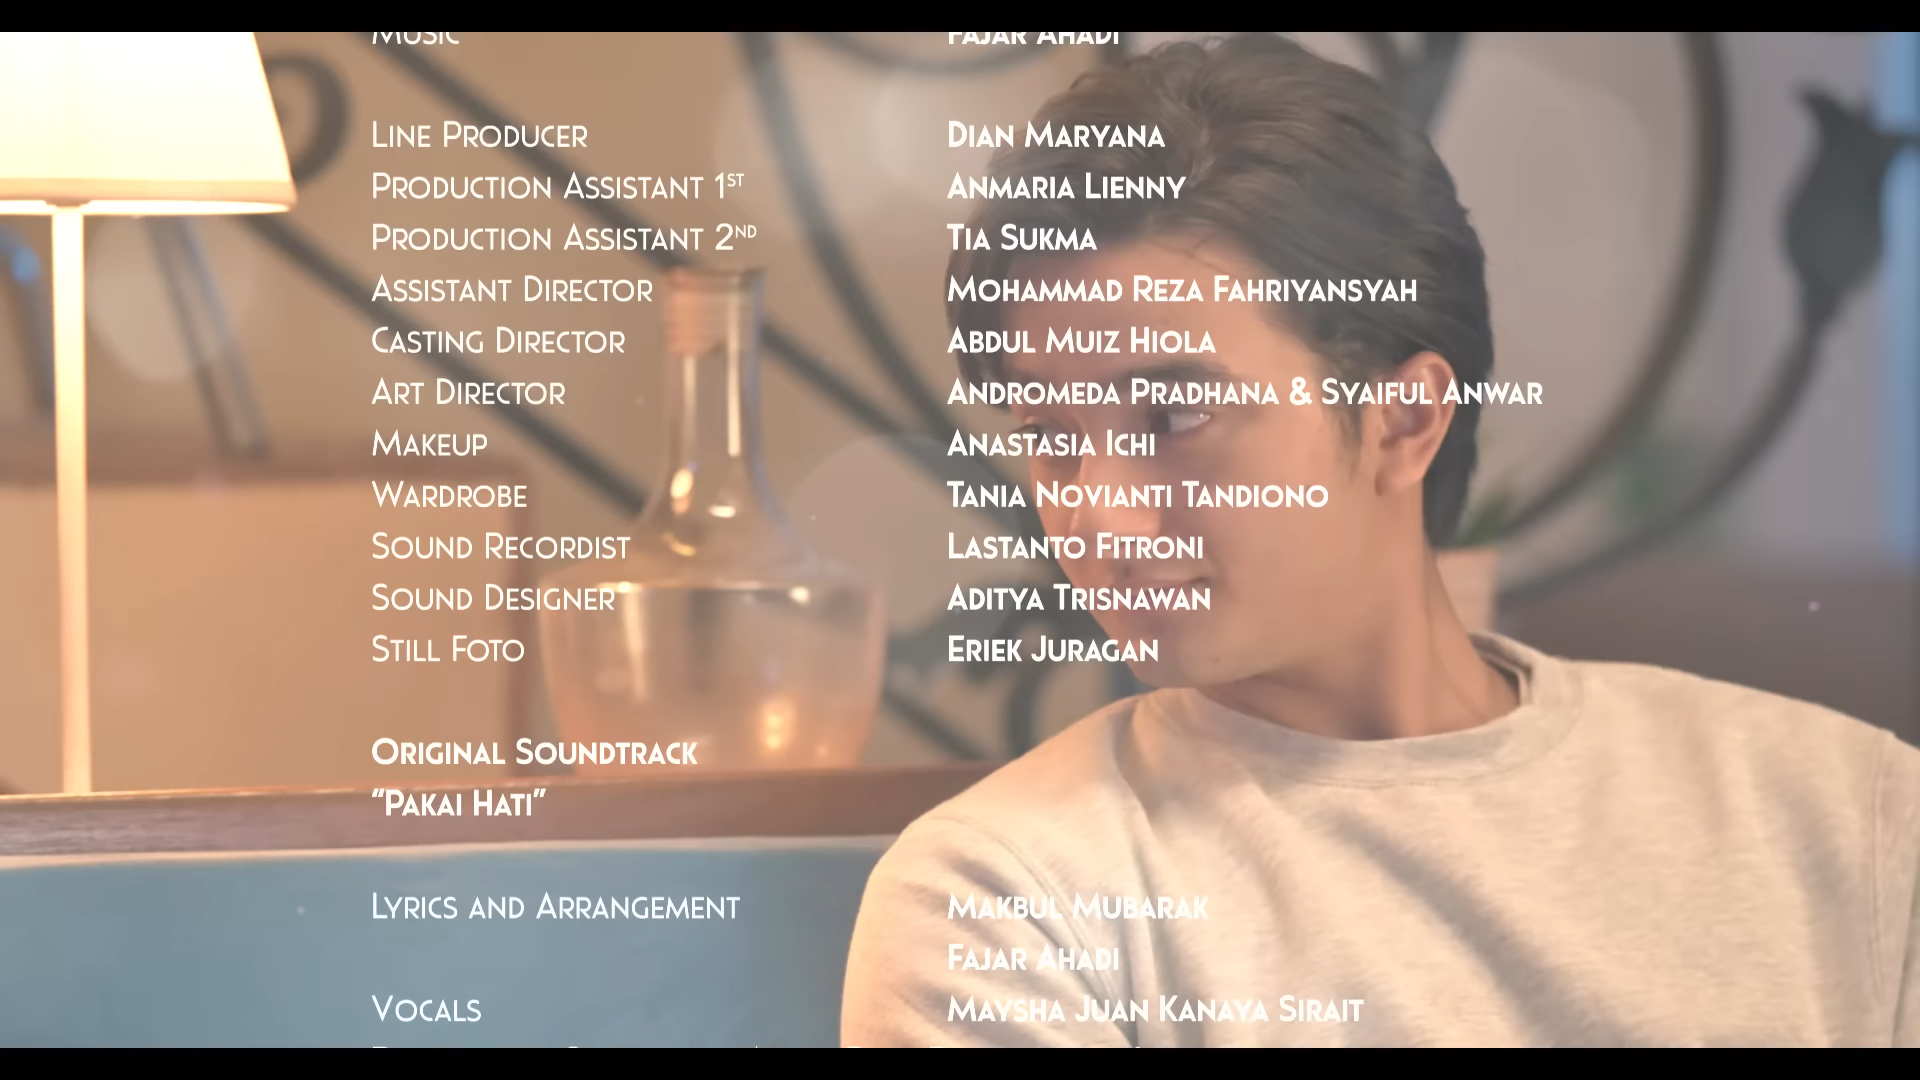 Music Fajar Ahadi
Line Producer Dian Maryana
Production Assistant 1st Anmaria Lienny
Production Assistant 2nd Tia Sukma
Assistant Director Mohammad Reza Fahriyansyah
Casting Director Abdul Muiz Hiola
Art Director Andromeda Pradhana & Syaiful Anwar
Makeup Anastasia Ichi
Wardrobe Tania Novianti Tandiono
Sound Recordist Lastanto Fitroni
Sound Designer Aditya Trisnawan
Still Foto Eriek Juragan
Original Soundtrack
“Pakai Hati”
Lyrics and Arrangement Makbul Mubarak
Fajar Ahadi
Vocals Maysha Juan Kanaya Sirait